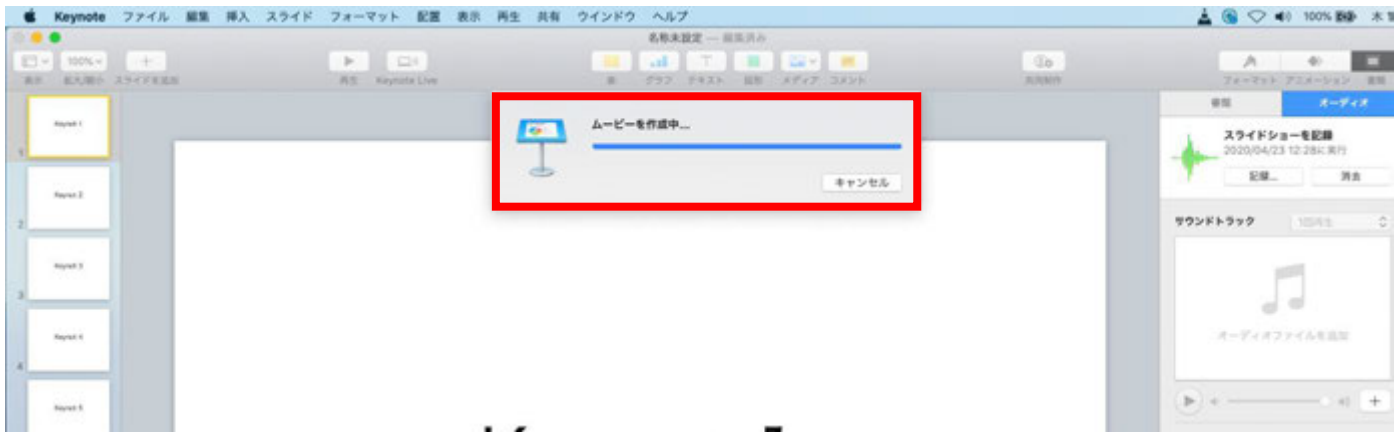 Keynote ファイル 編集 挿入 スライド フォーマット 配置 表示 再生 共有 ウインドウ ヘルプ 100% 木
名称未設定 — 編集済み
100%
表示 拡大/縮小 スライドを追加 再生 Keynote Live 表 グラフ テキスト 図形 メディア コメント 共同制作 フォーマット アニメーション 書類
書類 オーディオ
ムービーを作成中...
キャンセル
スライドショーを記録
2020/04/23 12:28に実行
記録... 消去
サウンドトラック 1回再生
オーディオファイルを追加
1
2
3
4